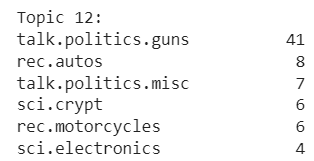 Topic 12:
talk.politics.guns 41
rec.autos 8
talk.politics.misc 7
sci.crypt 6
rec.motorcycles 6
sci.electronics 4